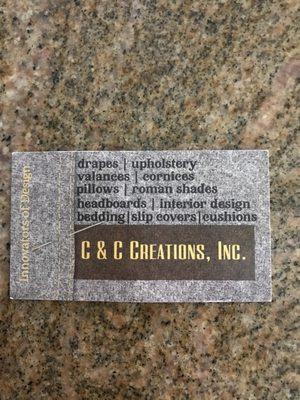 Innovators of Design
drapes | upholstery
valances | cornices
pillows | roman shades
headboards | interior design
bedding|slip covers|cushions
C & C CREATIONS, INC.